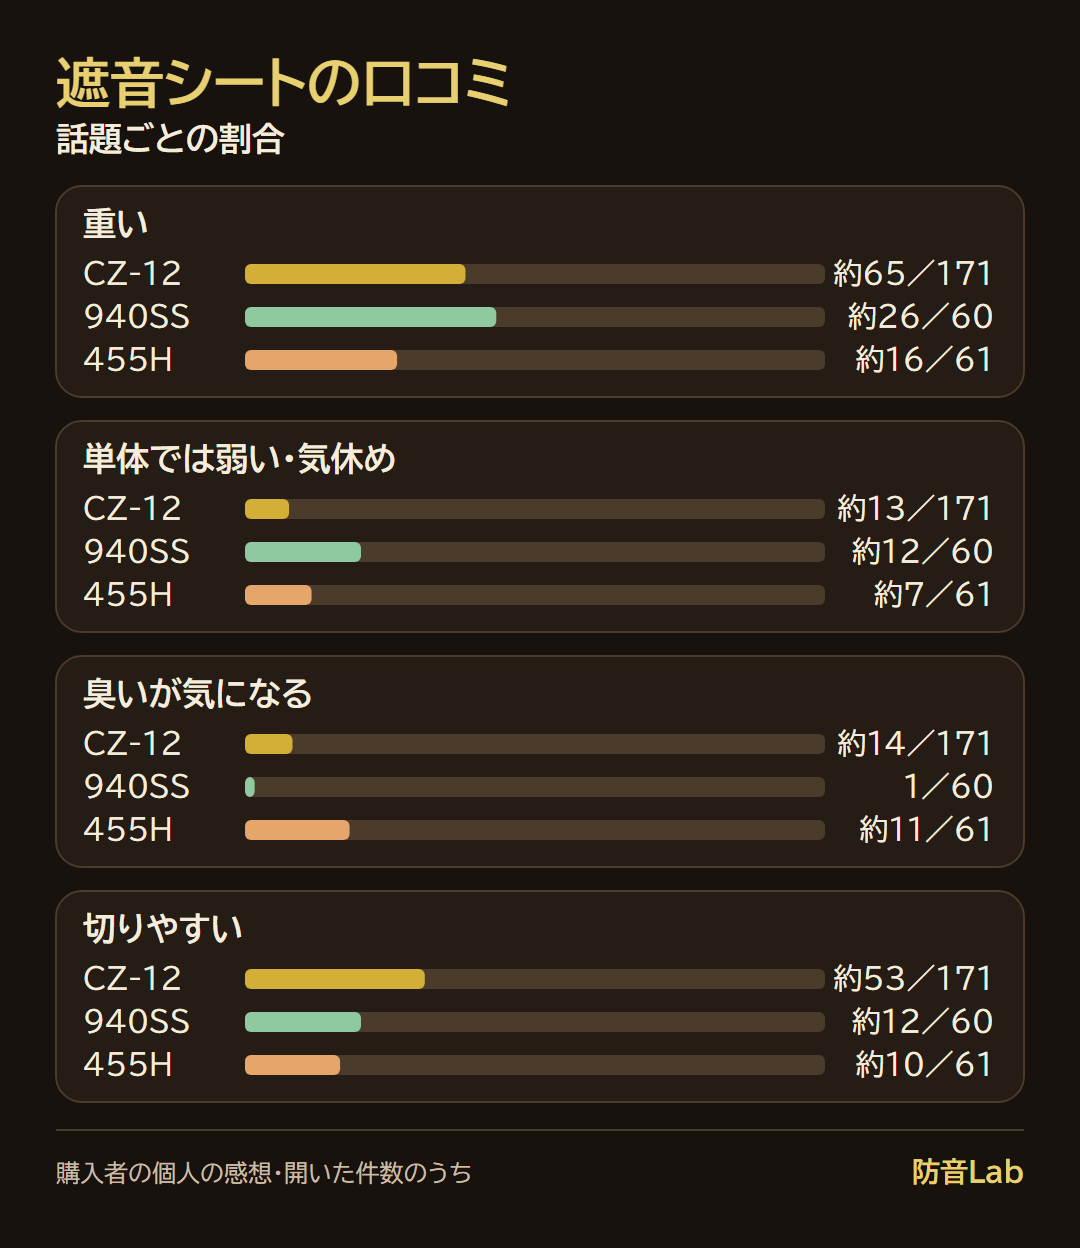 遮音シートの口コミ
話題ごとの割合
重い
CZ-12 約65／171
940SS 約26／60
455H 約16／61
単体では弱い・気休め
CZ-12 約13／171
940SS 約12／60
455H 約7／61
臭いが気になる
CZ-12 約14／171
940SS 1／60
455H 約11／61
切りやすい
CZ-12 約53／171
940SS 約12／60
455H 約10／61
購入者の個人の感想・開いた件数のうち 防音Lab